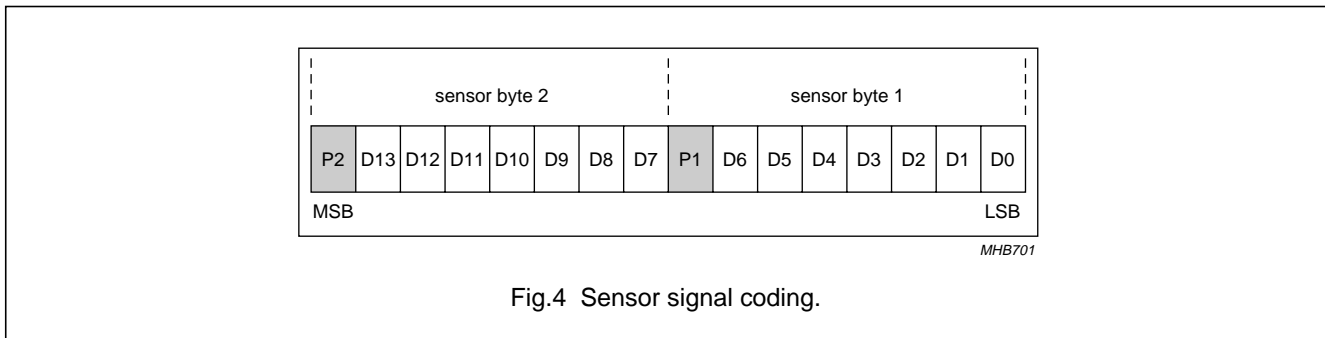 sensor byte 2 sensor byte 1
P2 D13 D12 D11 D10 D9 D8 D7 P1 D6 D5 D4 D3 D2 D1 D0
MSB LSB
MHB701
Fig.4 Sensor signal coding.